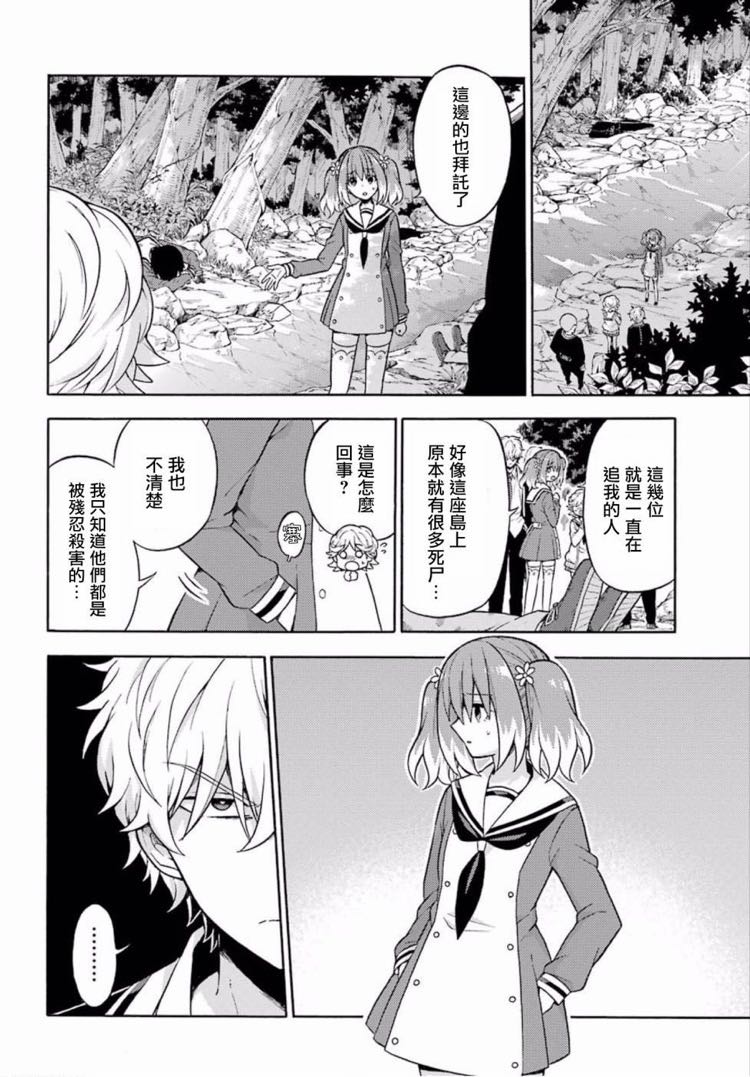 這邊的也拜託了
這幾位
就是一直在
追我的人
好像這座島上
原本就有很多死尸…
這是怎麼
回事？
塞
我也
不清楚
我只知道他們都是
被殘忍殺害的…
………